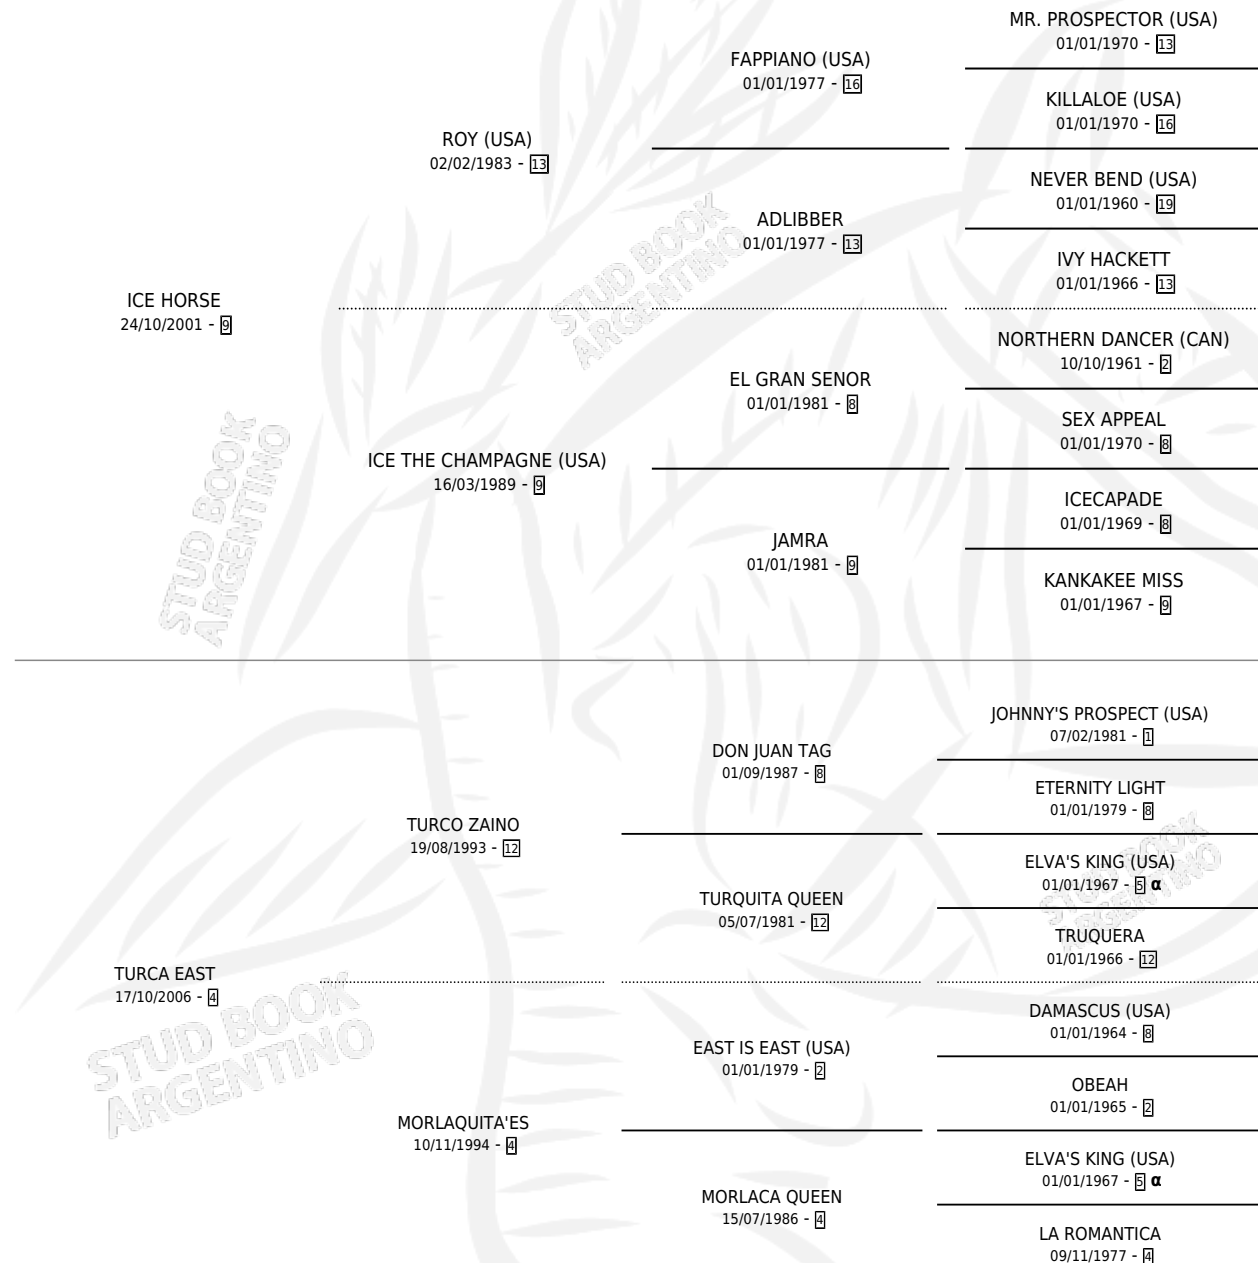 MR. PROSPECTOR (USA)
01/01/1970 - 13
FAPPIANO (USA)
01/01/1977 - 16
KILLALOE (USA)
01/01/1970 - 16
ROY (USA)
02/02/1983 - 13
NEVER BEND (USA)
01/01/1960 - 19
ADLIBBER
01/01/1977 - 13
IVY HACKETT
01/01/1966 - 13
ICE HORSE
24/10/2001 - 9
NORTHERN DANCER (CAN)
10/10/1961 - 2
EL GRAN SENOR
01/01/1981 - 8
SEX APPEAL
01/01/1970 - 8
ICE THE CHAMPAGNE (USA)
16/03/1989 - 9
ICECAPADE
01/01/1969 - 8
JAMRA
01/01/1981 - 9
KANKAKEE MISS
01/01/1967 - 9
JOHNNY'S PROSPECT (USA)
07/02/1981 - 1
DON JUAN TAG
01/09/1987 - 8
ETERNITY LIGHT
01/01/1979 - 8
TURCO ZAINO
19/08/1993 - 12
ELVA'S KING (USA)
01/01/1967 - 5 α
TURQUITA QUEEN
05/07/1981 - 12
TRUQUERA
01/01/1966 - 12
TURCA EAST
17/10/2006 - 4
DAMASCUS (USA)
01/01/1964 - 8
EAST IS EAST (USA)
01/01/1979 - 2
OBEAH
01/01/1965 - 2
MORLAQUITA'ES
10/11/1994 - 4
ELVA'S KING (USA)
01/01/1967 - 5 α
MORLACA QUEEN
15/07/1986 - 4
LA ROMANTICA
09/11/1977 - 4
STUD BOOK
ARGENTINO
STUD BOOK
ARGENTINO
STUD BOOK
ARGENTINO
STUD BOOK
ARGENTINO